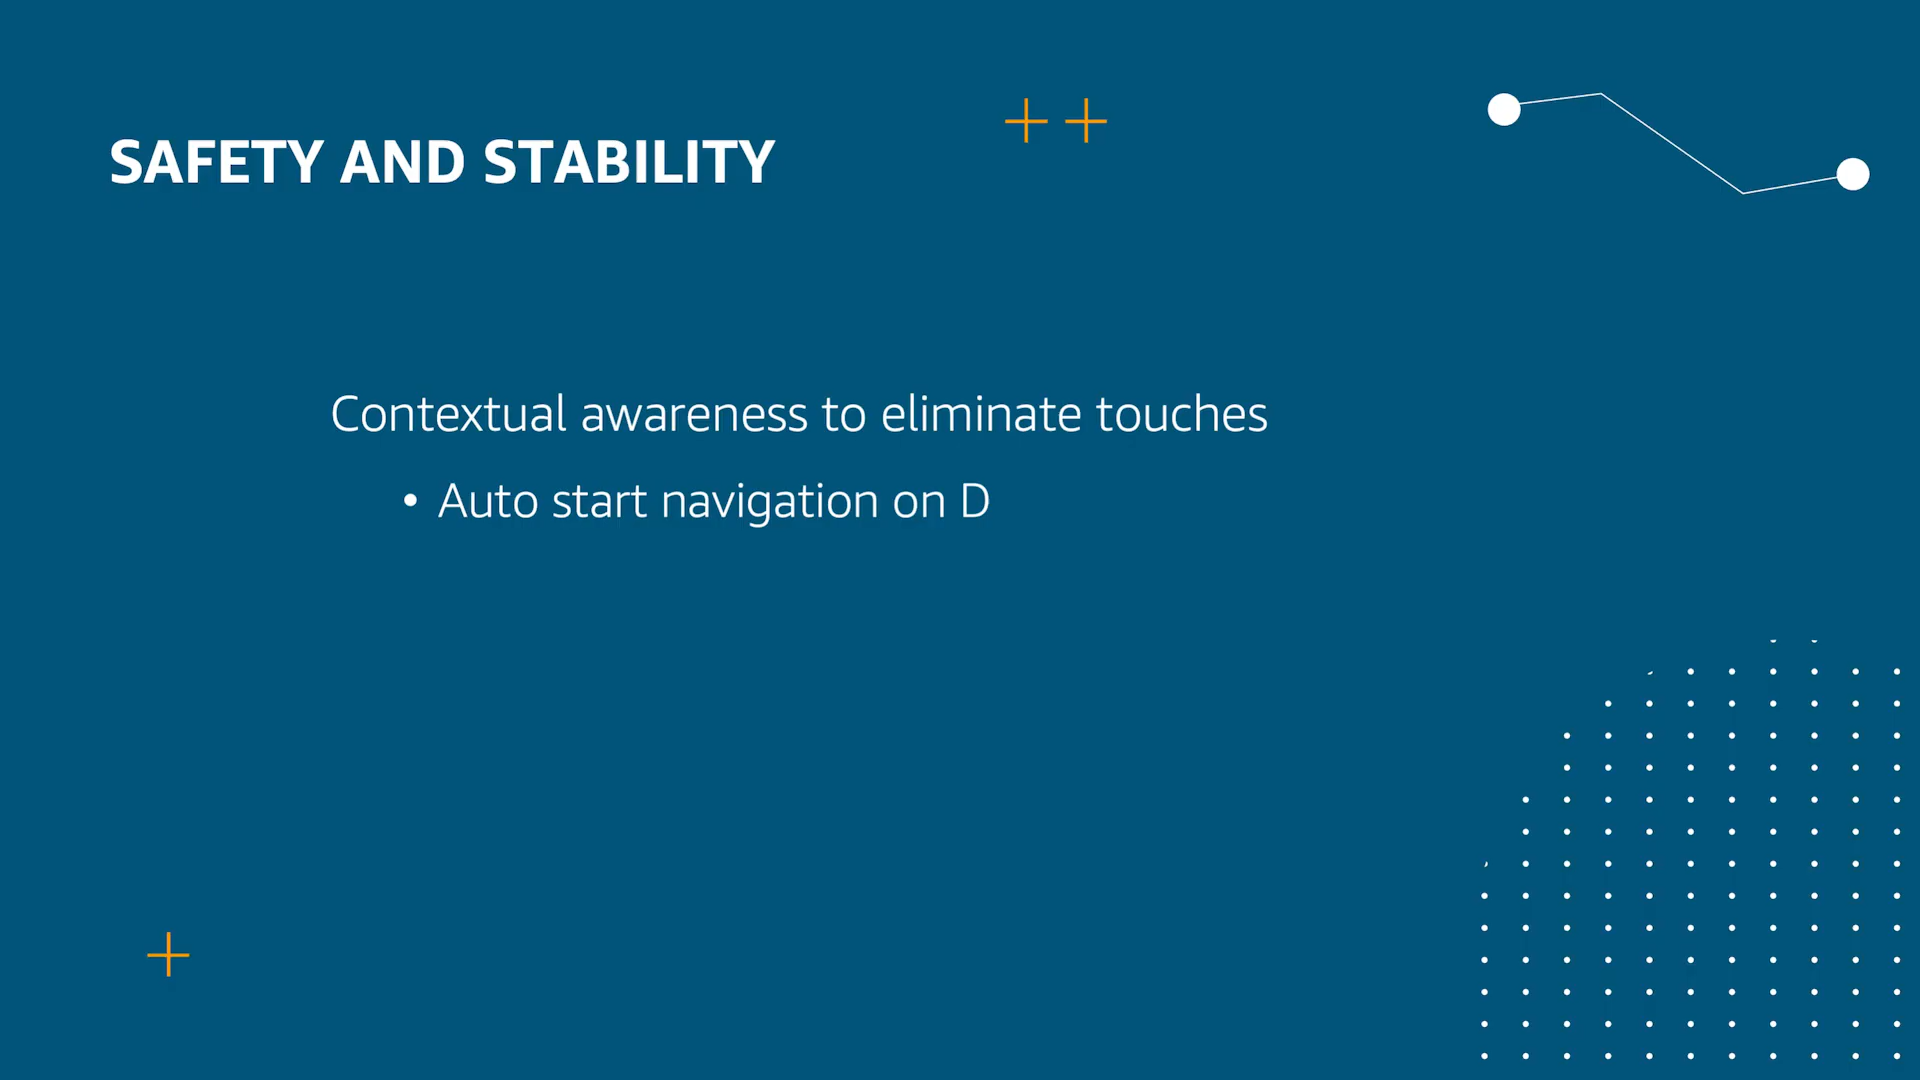 SAFETY AND STABILITY
Contextual awareness to eliminate touches
• Auto start navigation on D